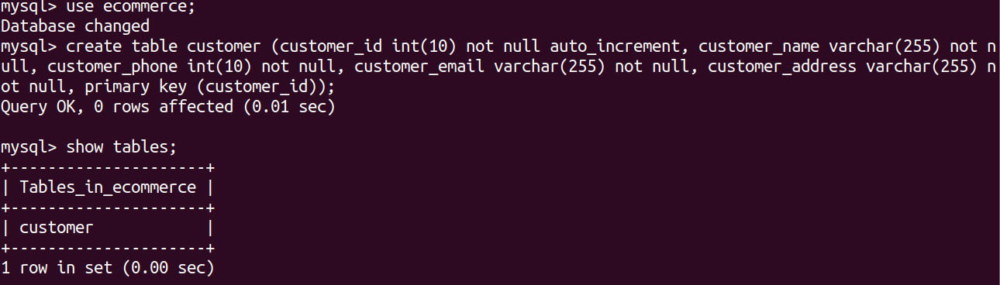 mysql> use ecommerce;
Database changed
mysql> create table customer (customer_id int(10) not null auto_increment, customer_name varchar(255) not n
ull, customer_phone int(10) not null, customer_email varchar(255) not null, customer_address varchar(255) n
ot null, primary key (customer_id));
Query OK, 0 rows affected (0.01 sec)

mysql> show tables;
+---------------------+
| Tables_in_ecommerce |
+---------------------+
| customer            |
+---------------------+
1 row in set (0.00 sec)